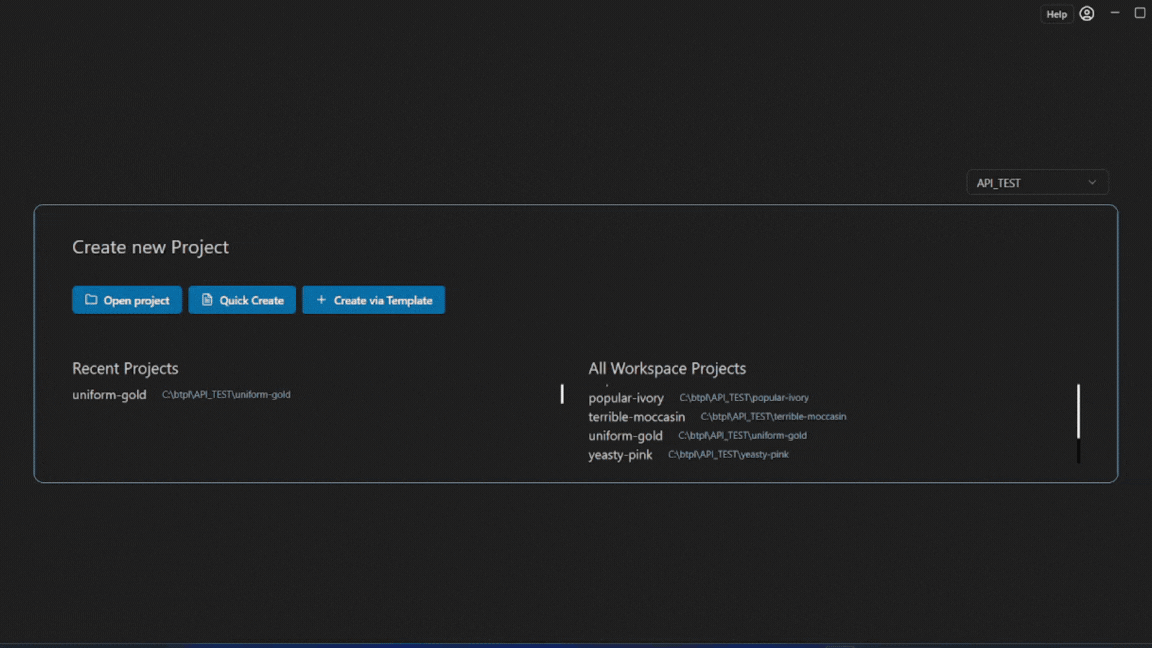 Help
API_TEST
Create new Project
Open project Quick Create + Create via Template
Recent Projects
uniform-gold C:\btpl\API_TEST\uniform-gold
All Workspace Projects
popular-ivory C:\btpl\API_TEST\popular-ivory
terrible-moccasin C:\btpl\API_TEST\terrible-moccasin
uniform-gold C:\btpl\API_TEST\uniform-gold
yeasty-pink C:\btpl\API_TEST\yeasty-pink